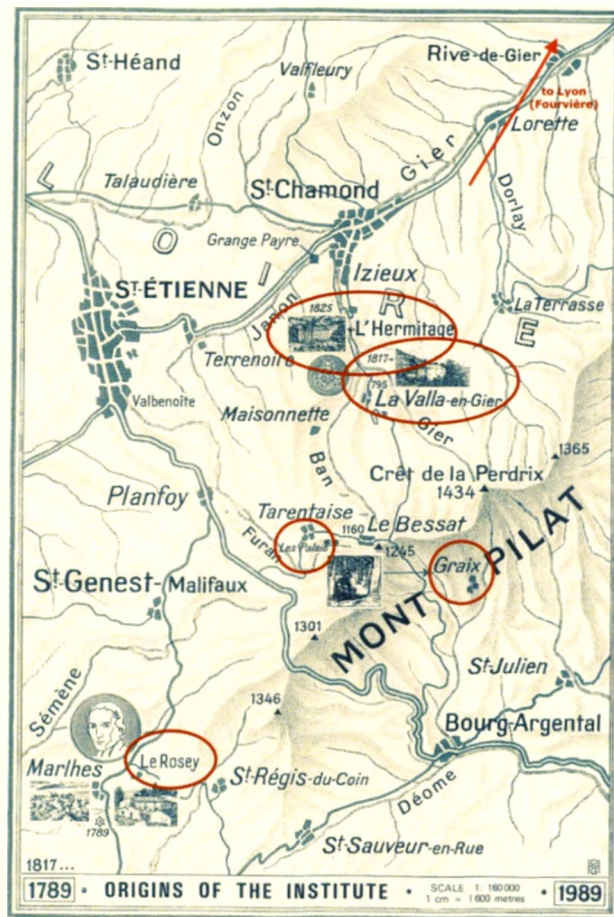 St-Héand
Valfleury
Rive-de-Gier
to Lyon
(Fourvière)
Lorette
Onzon
Gier
Dorlay
L O I R E
Talaudière
St-Chamond
Grange Payre
Izieux
St-ÉTIENNE
Janon
La Terrasse
1825
L'Hermitage
Terrenoire
1817
795
La Valla-en-Gier
Valbenoîte
Maisonnette
Ban
Gier
1365
Crêt de la Perdrix
1434
Planfoy
Tarentaise
Les Palais
1160
Le Bessat
1245
Furan
Graix
MONT PILAT
St-Genest-Malifaux
1301
St-Julien
Sémène
1346
Bourg-Argental
Le Rosey
Marlhes
St-Régis-du-Coin
Déome
1789
St-Sauveur-en-Rue
1817...
1789 • ORIGINS OF THE INSTITUTE • SCALE 1: 160 000
1 cm = 1 600 metres • 1989